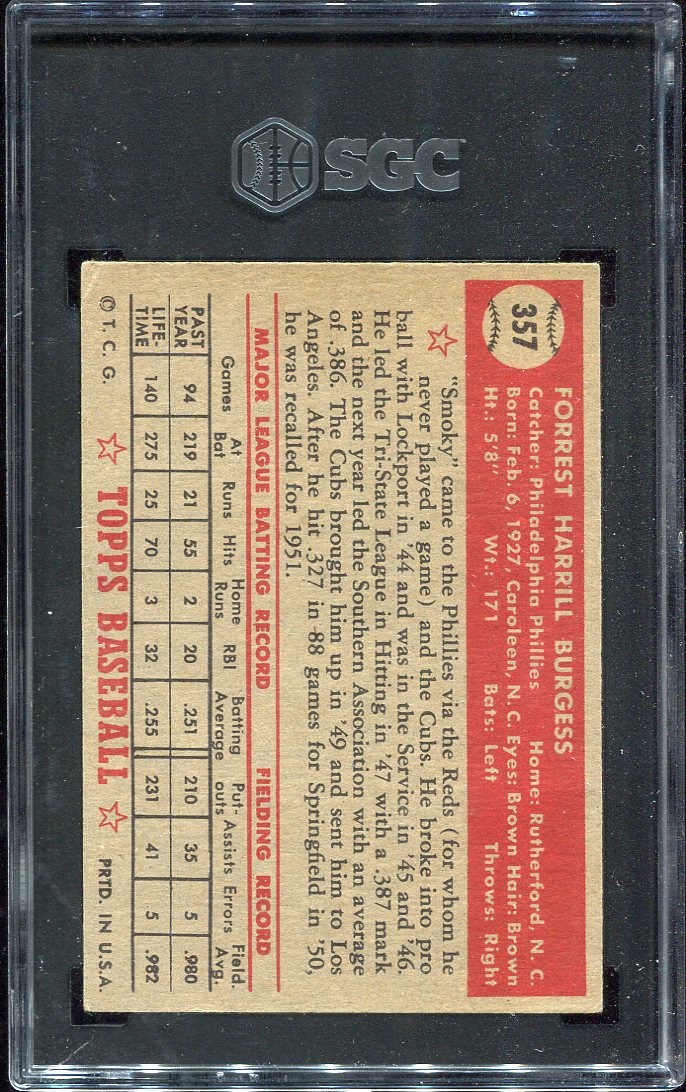 SGC
357
FORREST HARRILL BURGESS
Catcher: Philadelphia Phillies Home: Rutherford, N. C.
Born: Feb. 6, 1927, Caroleen, N. C. Eyes: Brown Hair: Brown
Ht.: 5'8" Wt.: 171 Bats: Left Throws: Right
"Smoky" came to the Phillies via the Reds (for whom he
never played a game) and the Cubs. He broke into pro
ball with Lockport in '44 and was in the Service in '45 and '46.
He led the Tri-State League in Hitting in '47 with a .387 mark
and the next year led the Southern Association with an average
of .386. The Cubs brought him up in '49 and sent him to Los
Angeles. After he hit .327 in 88 games for Springfield in '50,
he was recalled for 1951.
MAJOR LEAGUE BATTING RECORD FIELDING RECORD
Games At Bat Runs Hits Home Runs RBI Batting Average Put-outs Assists Errors Field. Avg.
PAST YEAR 94 219 21 55 2 20 .251 210 35 5 .980
LIFE-TIME 140 275 25 70 3 32 .255 231 41 5 .982
© T. C. G. TOPPS BASEBALL PRTD. IN U.S.A.